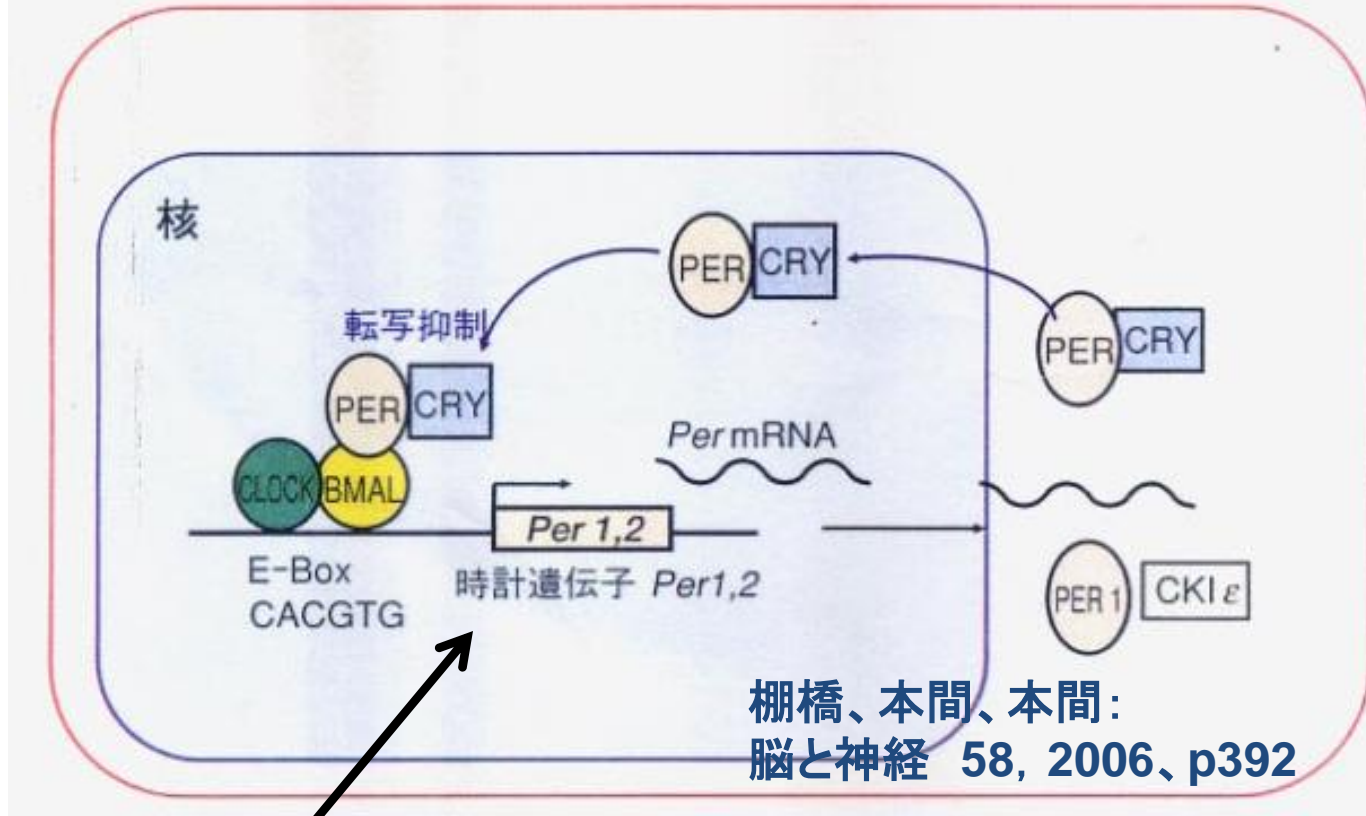 核
PER CRY
転写抑制
PER CRY
PER CRY
Per mRNA
CLOCK BMAL
Per 1,2
E-Box
CACGTG
時計遺伝子 Per1,2
PER 1 CKI ε
棚橋、本間、本間:
脳と神経 58, 2006、p392